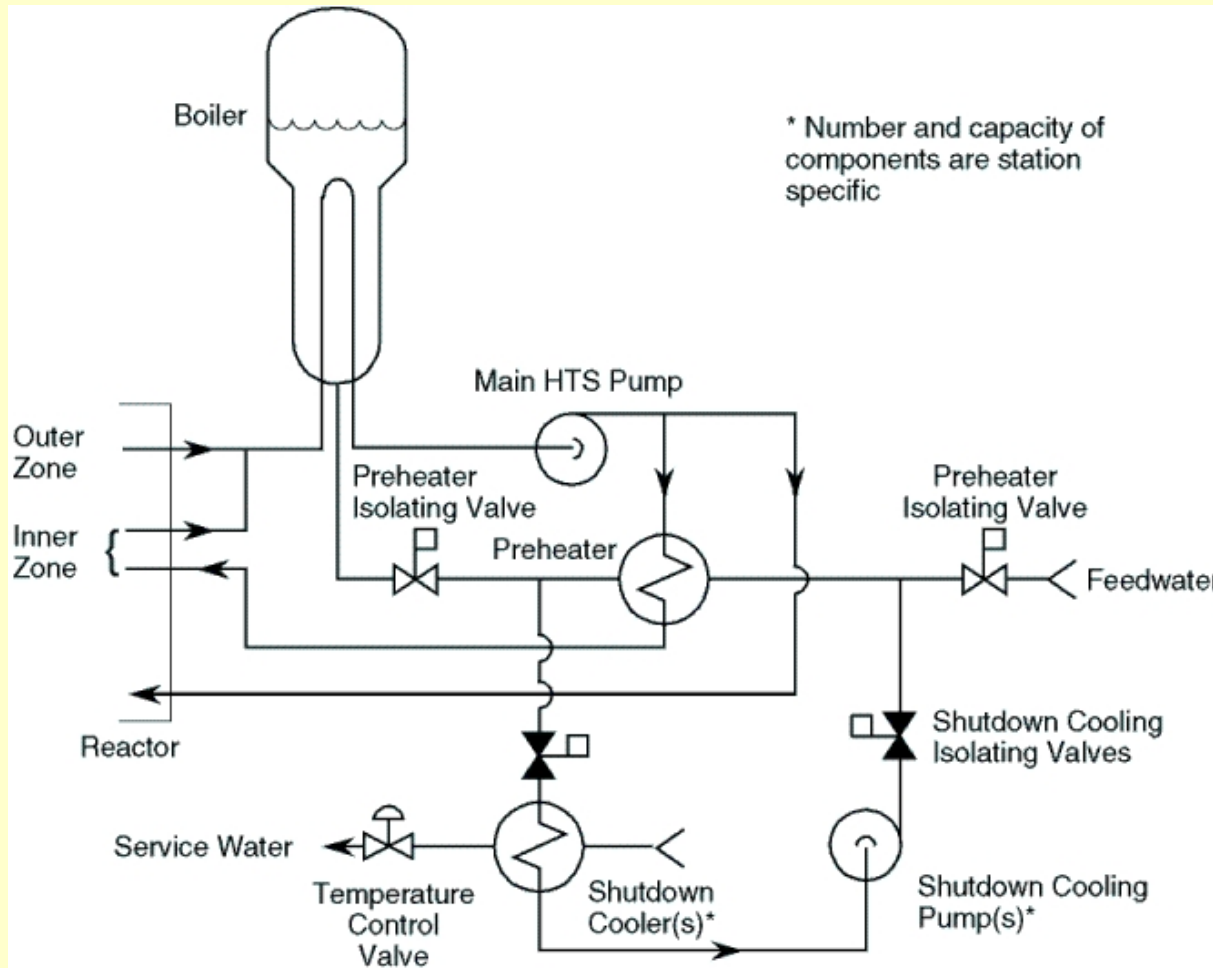 Boiler
* Number and capacity of
components are station
specific
Main HTS Pump
Outer
Zone
Preheater
Isolating Valve
Preheater
Isolating Valve
Inner
Zone
Preheater
Feedwater
Reactor
Shutdown Cooling
Isolating Valves
Service Water
Temperature
Control
Valve
Shutdown
Cooler(s)*
Shutdown Cooling
Pump(s)*